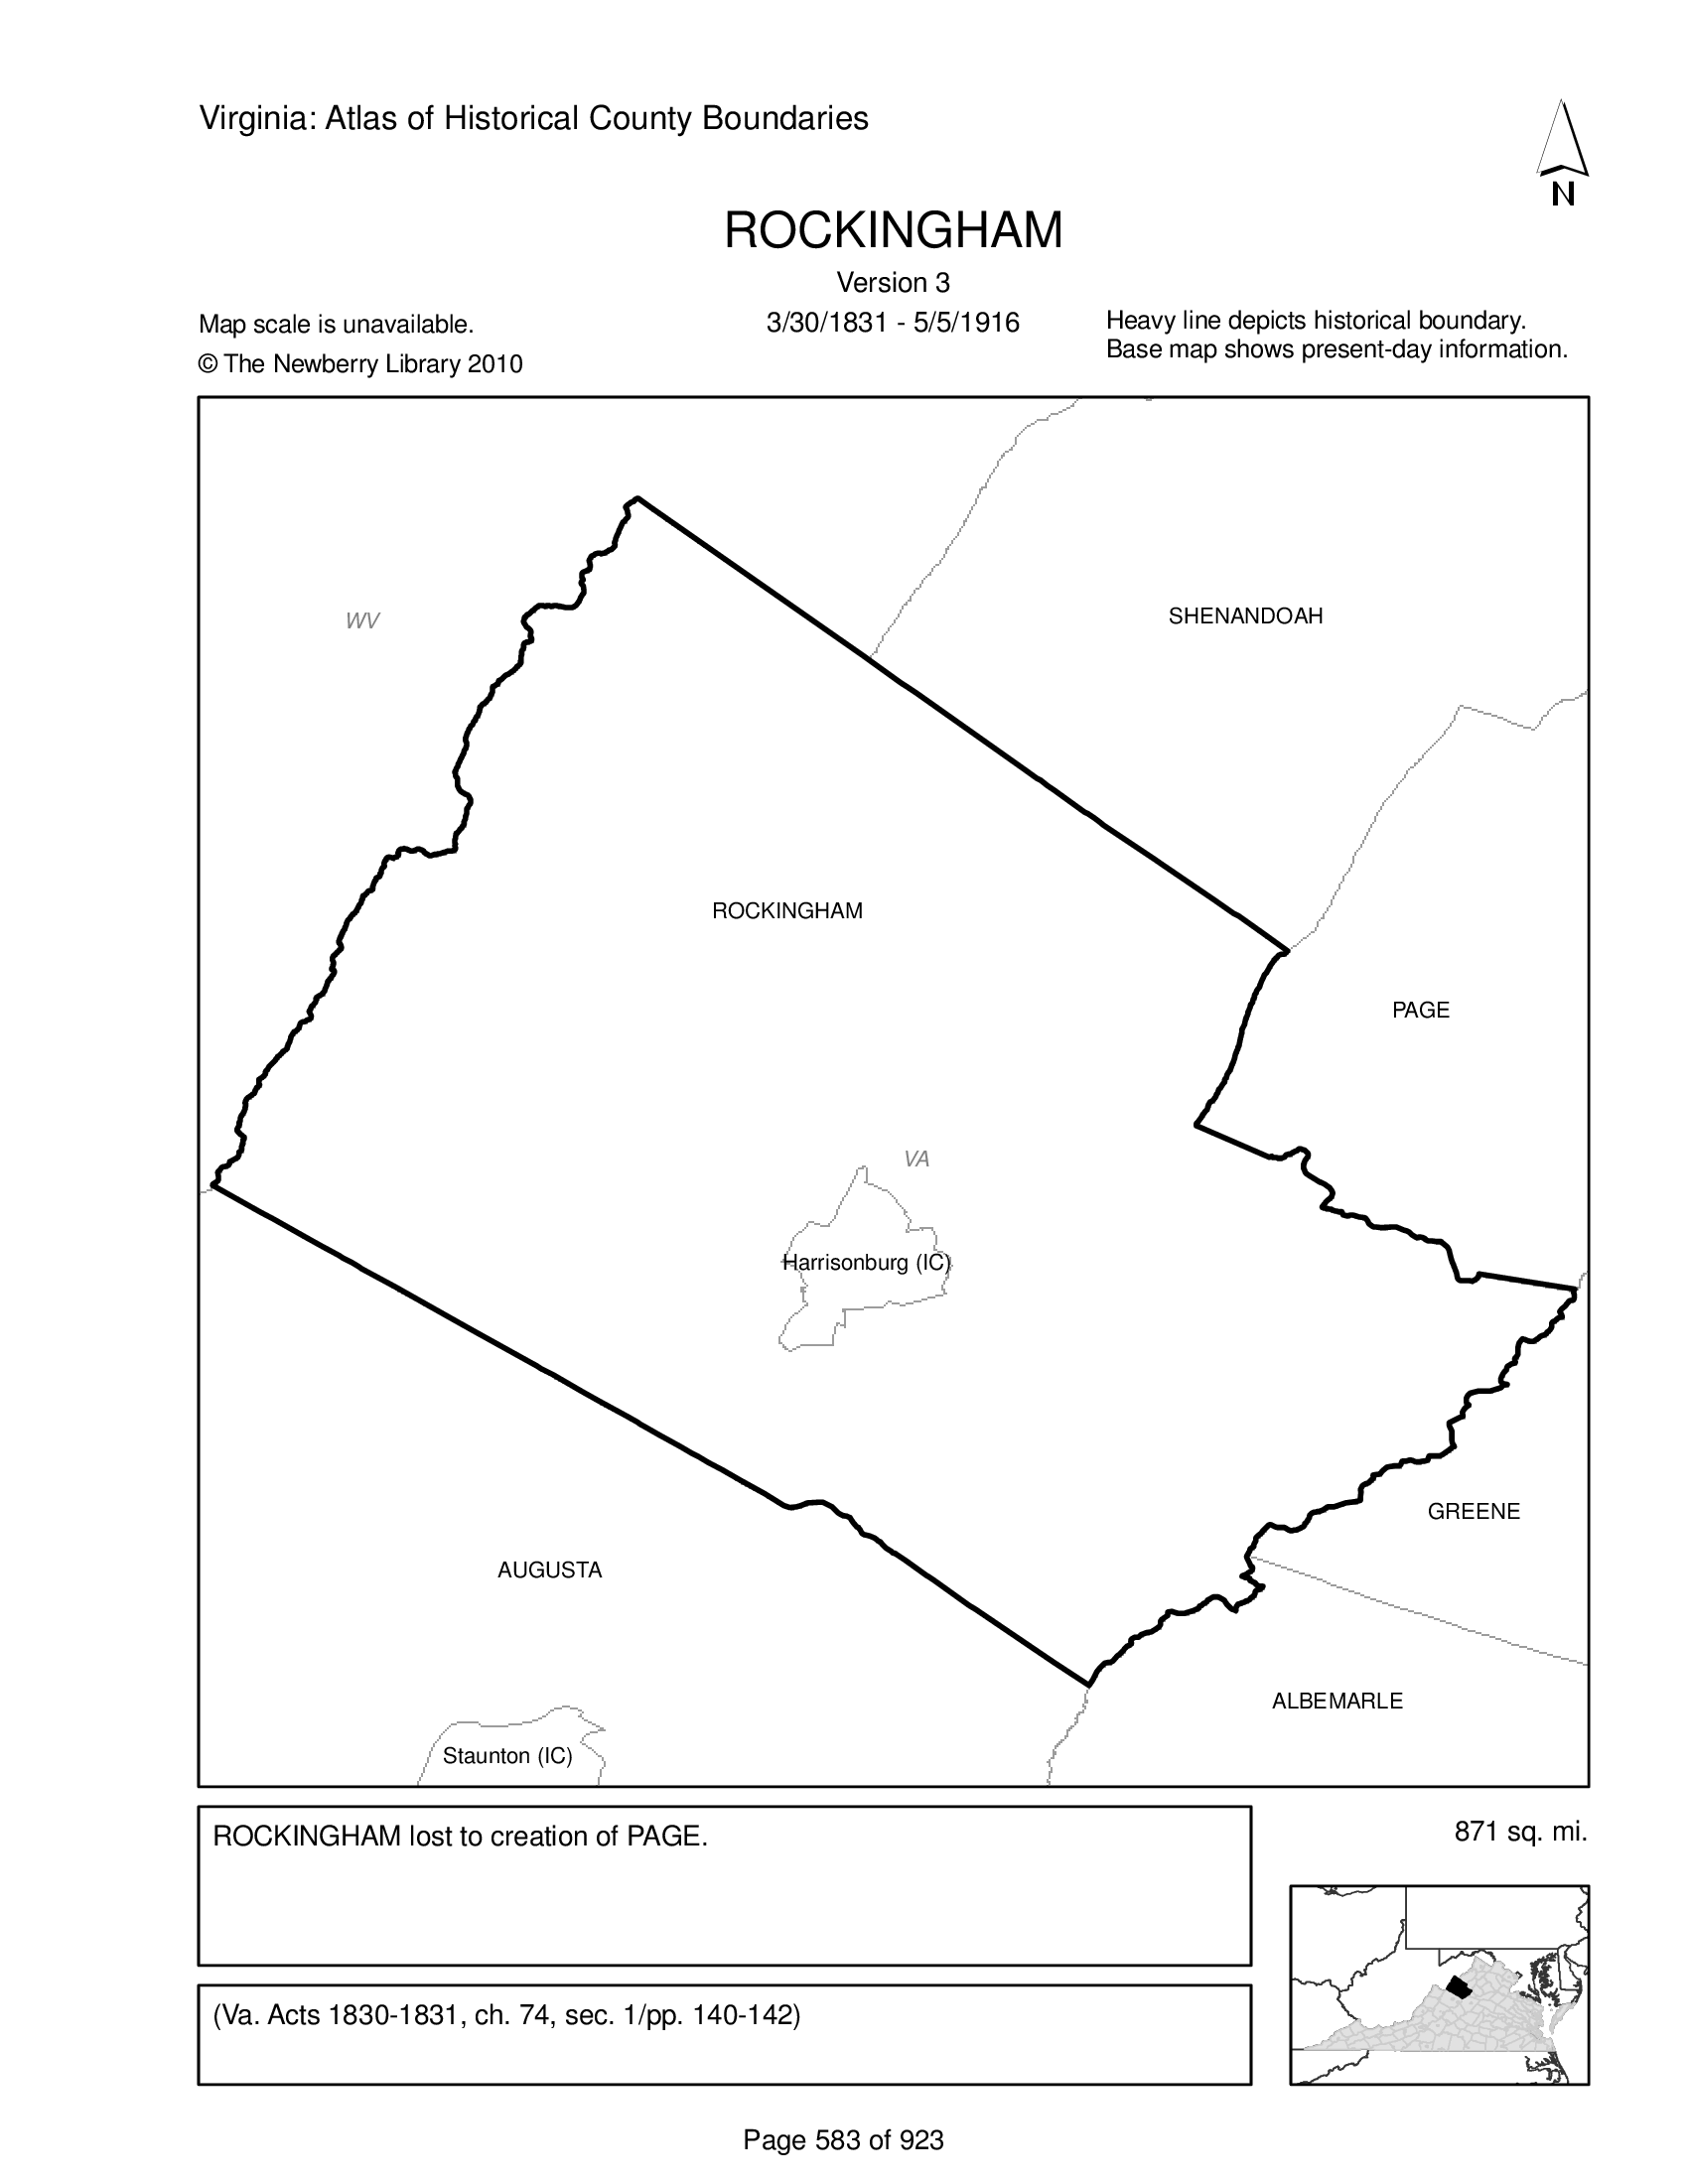 Virginia: Atlas of Historical County Boundaries
N
ROCKINGHAM
Version 3
3/30/1831 - 5/5/1916
Map scale is unavailable.
© The Newberry Library 2010
Heavy line depicts historical boundary.
Base map shows present-day information.
WV
SHENANDOAH
ROCKINGHAM
PAGE
VA
Harrisonburg (IC)
GREENE
AUGUSTA
ALBEMARLE
Staunton (IC)
ROCKINGHAM lost to creation of PAGE.
871 sq. mi.
(Va. Acts 1830-1831, ch. 74, sec. 1/pp. 140-142)
Page 583 of 923